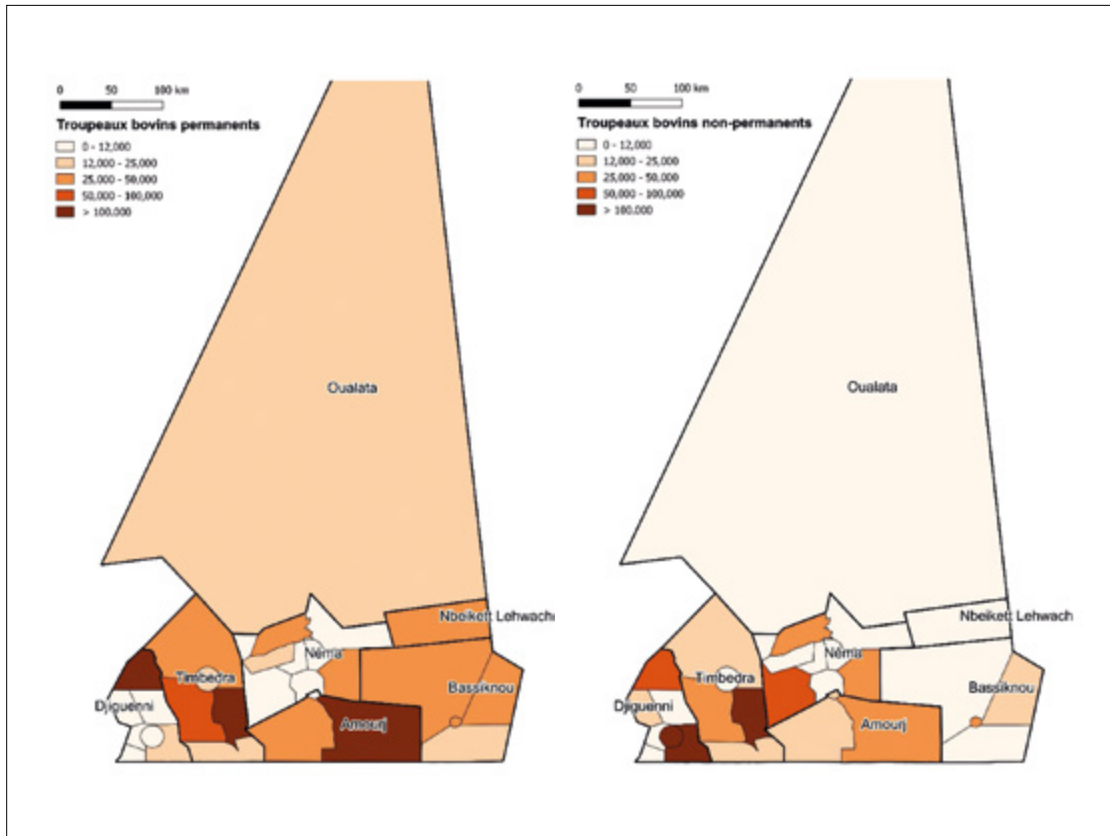 0 50 100 km
Troupeaux bovins permanents
0 - 12,000
12,000 - 25,000
25,000 - 50,000
50,000 - 100,000
> 100,000
Oualata
Nbeikett Lehwach
Néma
Timbedra
Bassiknou
Djiguenni
Amourj
0 50 100 km
Troupeaux bovins non-permanents
0 - 12,000
12,000 - 25,000
25,000 - 50,000
50,000 - 100,000
> 100,000
Oualata
Nbeikett Lehwach
Néma
Timbedra
Bassiknou
Djiguenni
Amourj